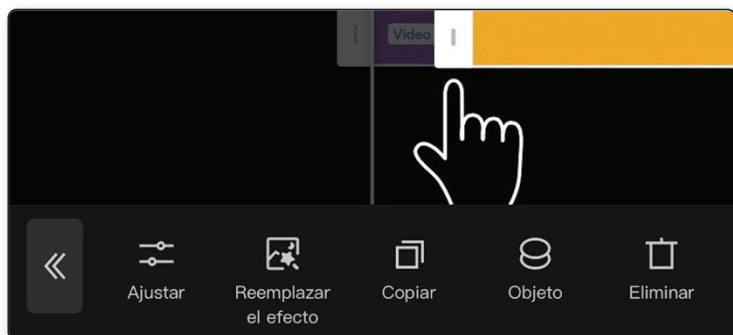 Video
Ajustar
Reemplazar
el efecto
Copiar
Objeto
Eliminar